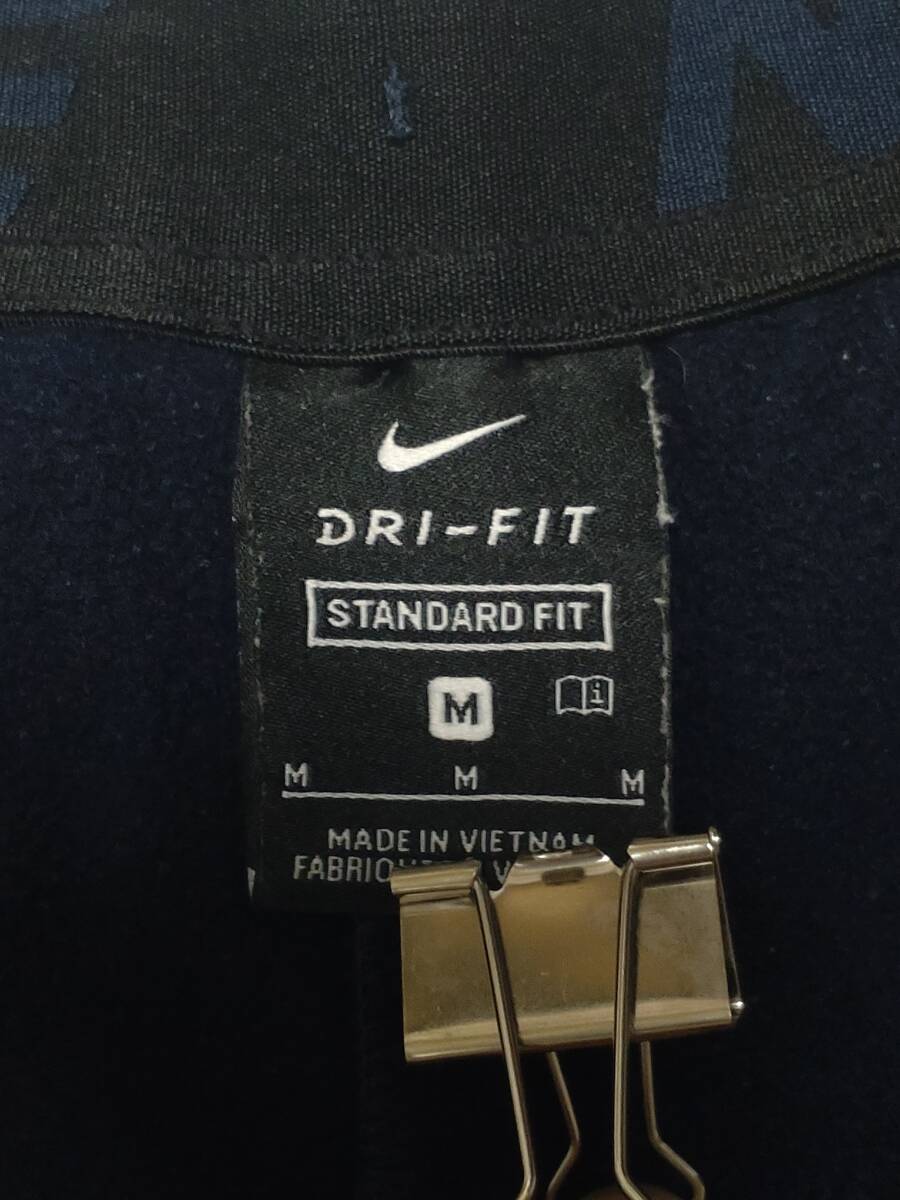 N
DRI-FIT
STANDARD FIT
M
i
M M M
MADE IN VIETNAM